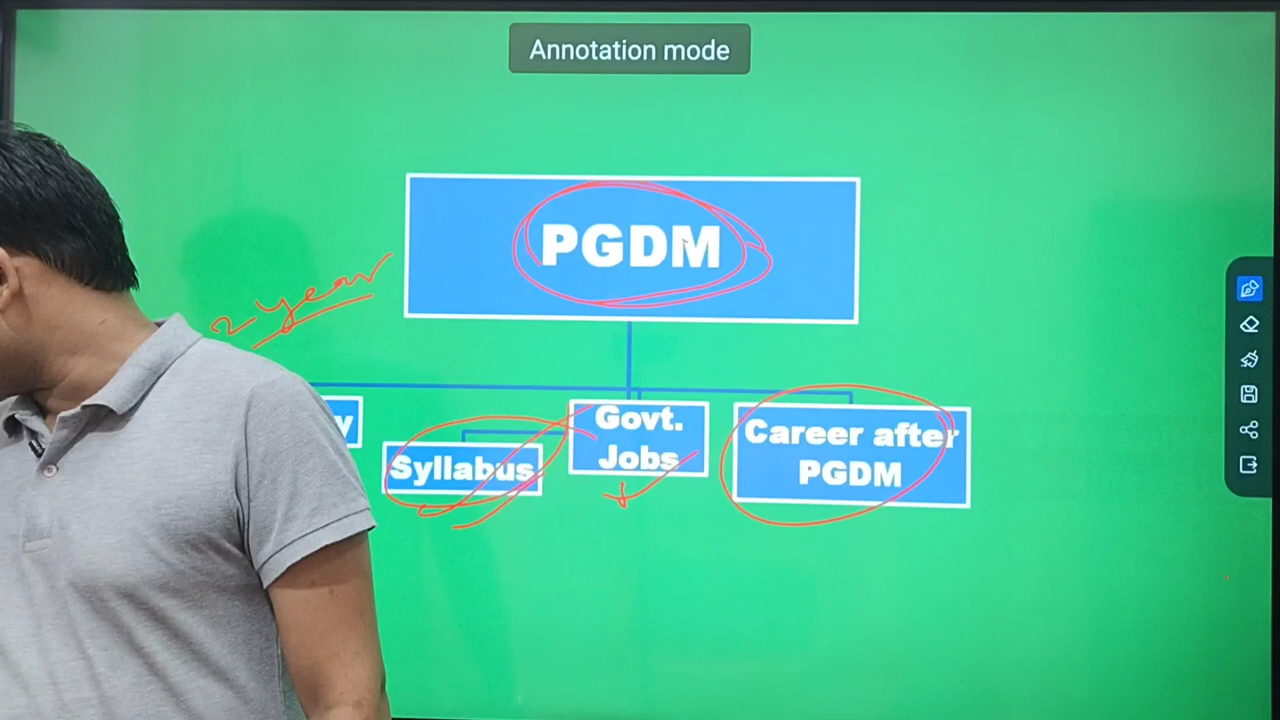 Annotation mode
PGDM
2 year
y
Syllabus
Govt.
Jobs
Career after
PGDM